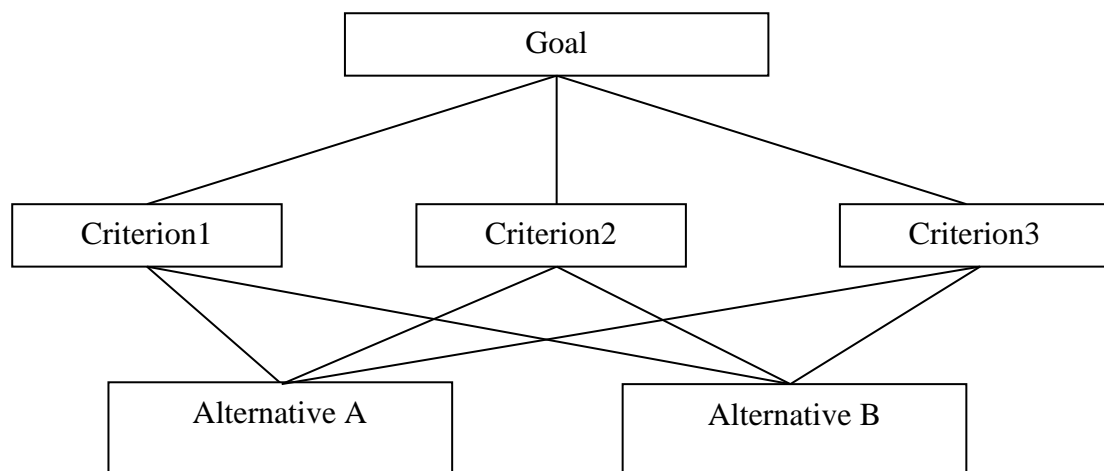 Goal
Criterion1
Criterion2
Criterion3
Alternative A
Alternative B